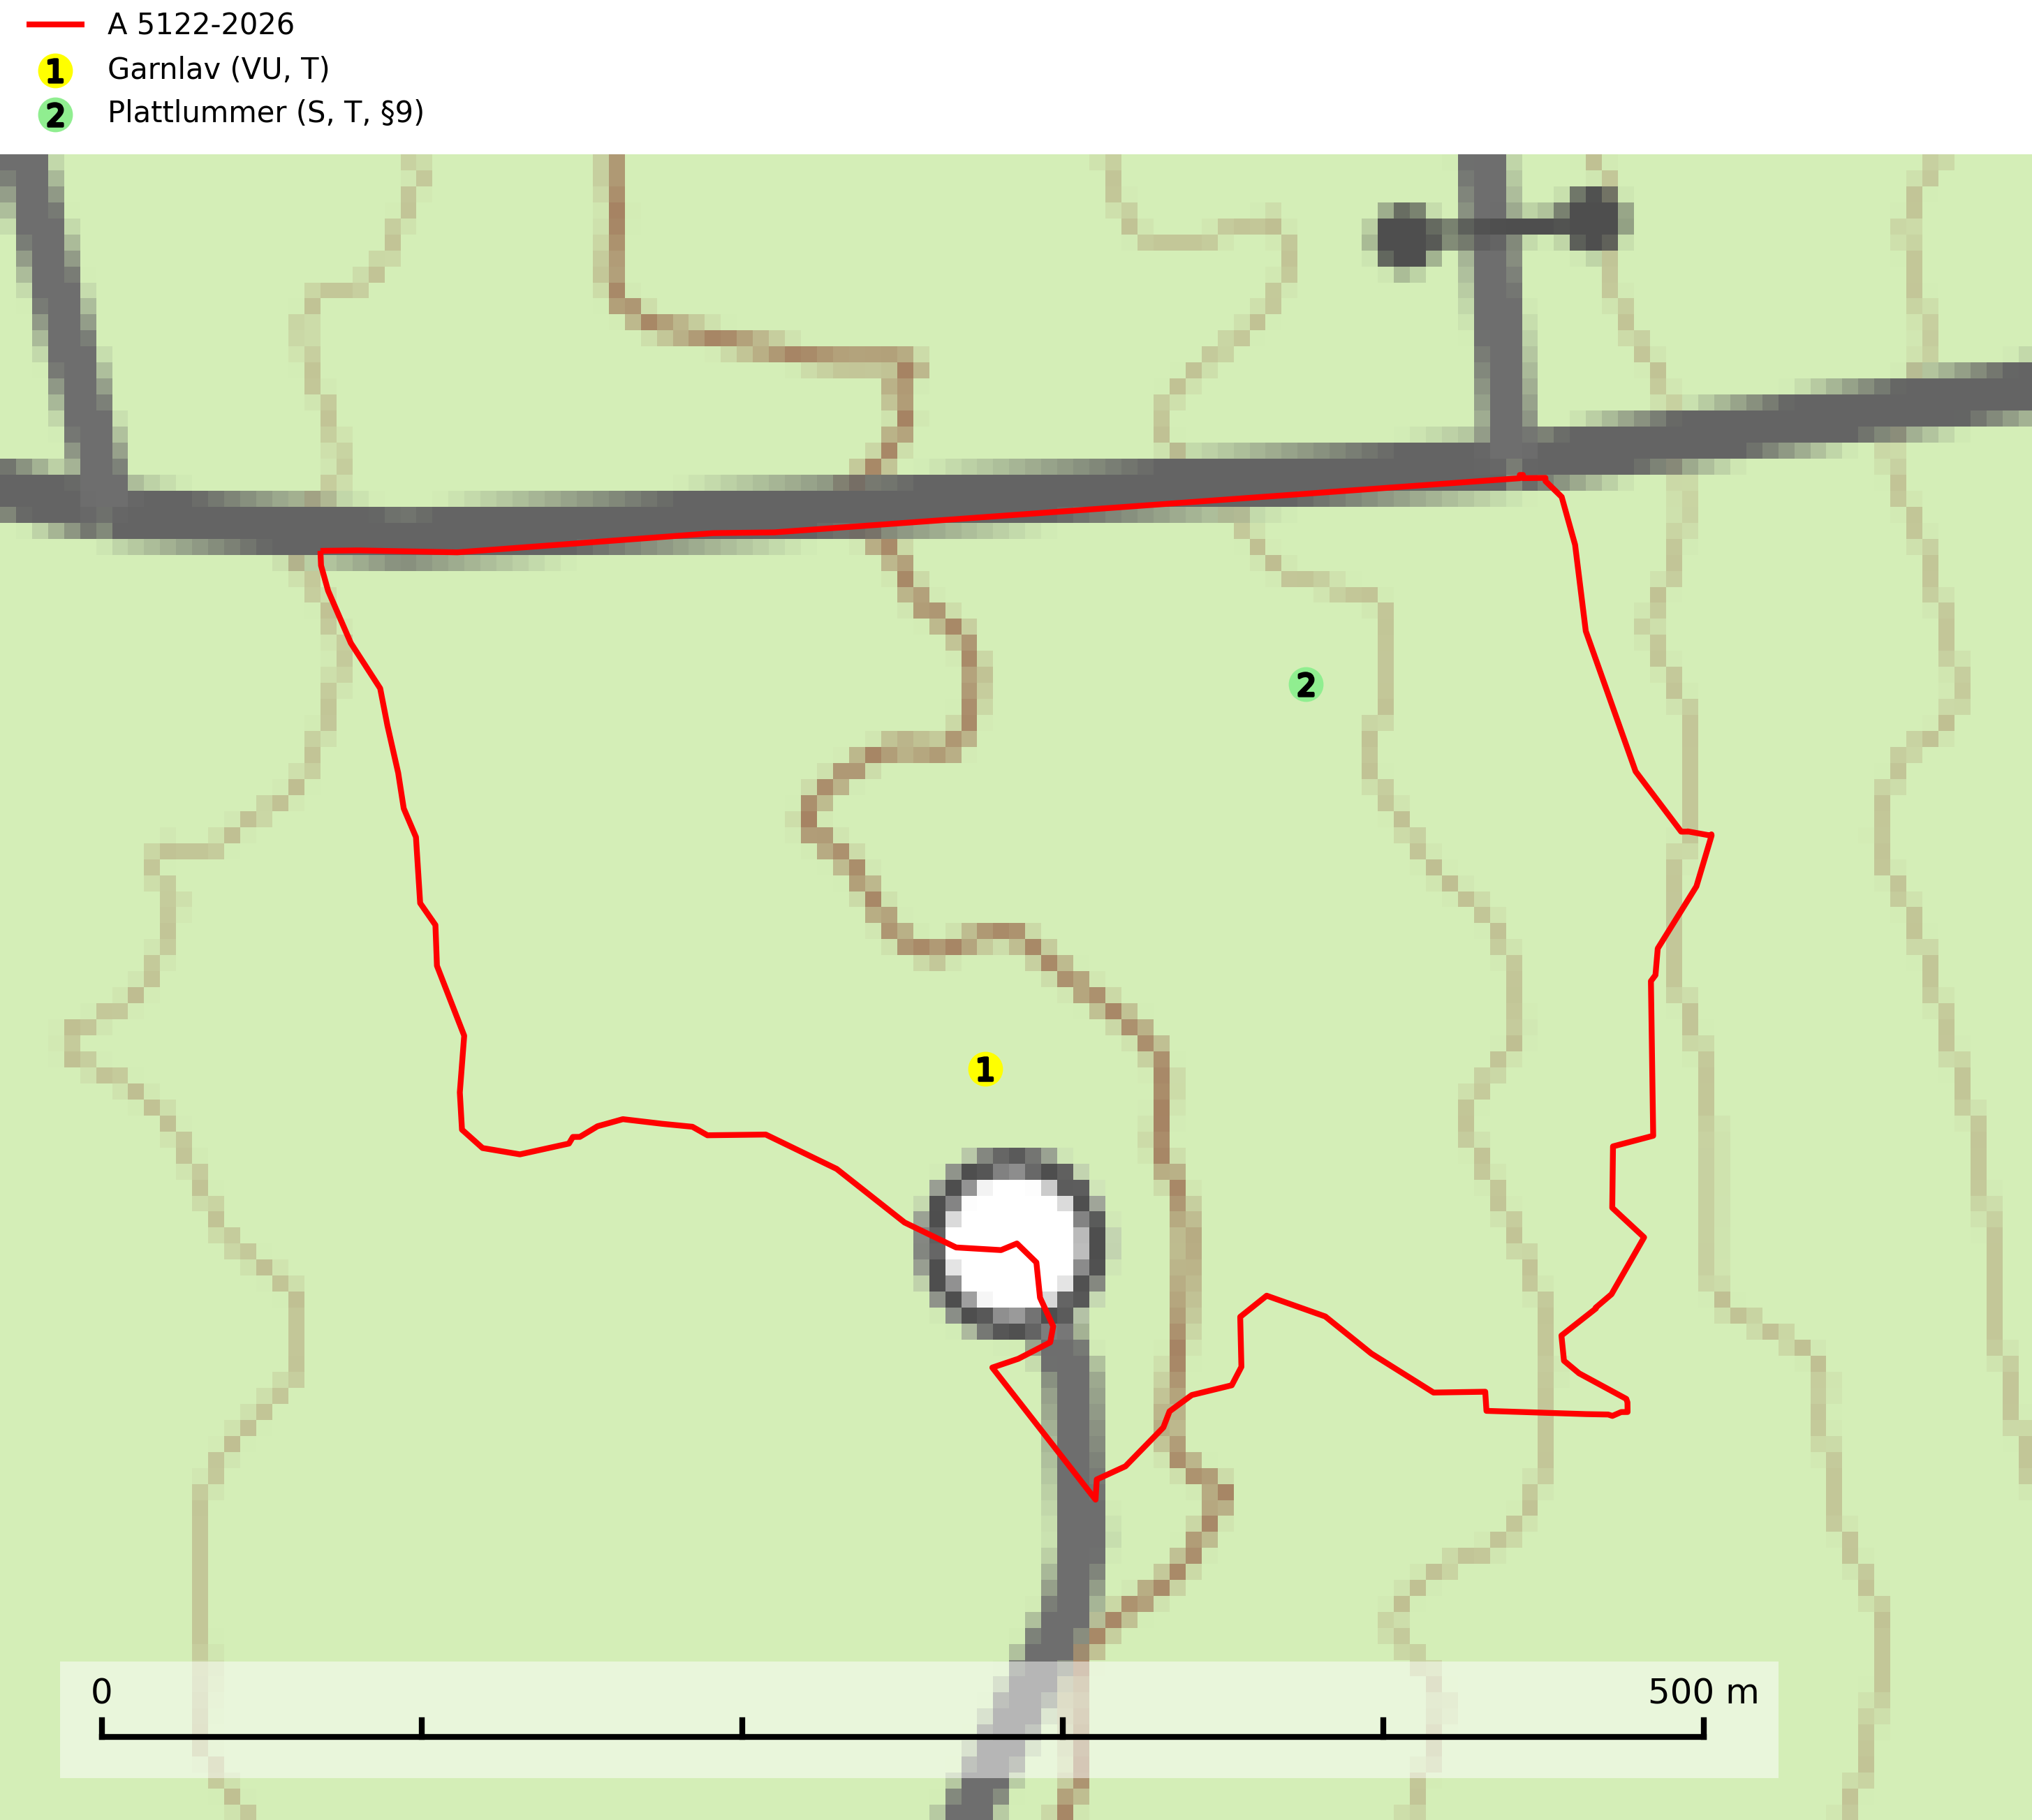 A 5122-2026
1 Garnlav (VU, T)
2 Plattlummer (S, T, §9)
2
1
0 500 m